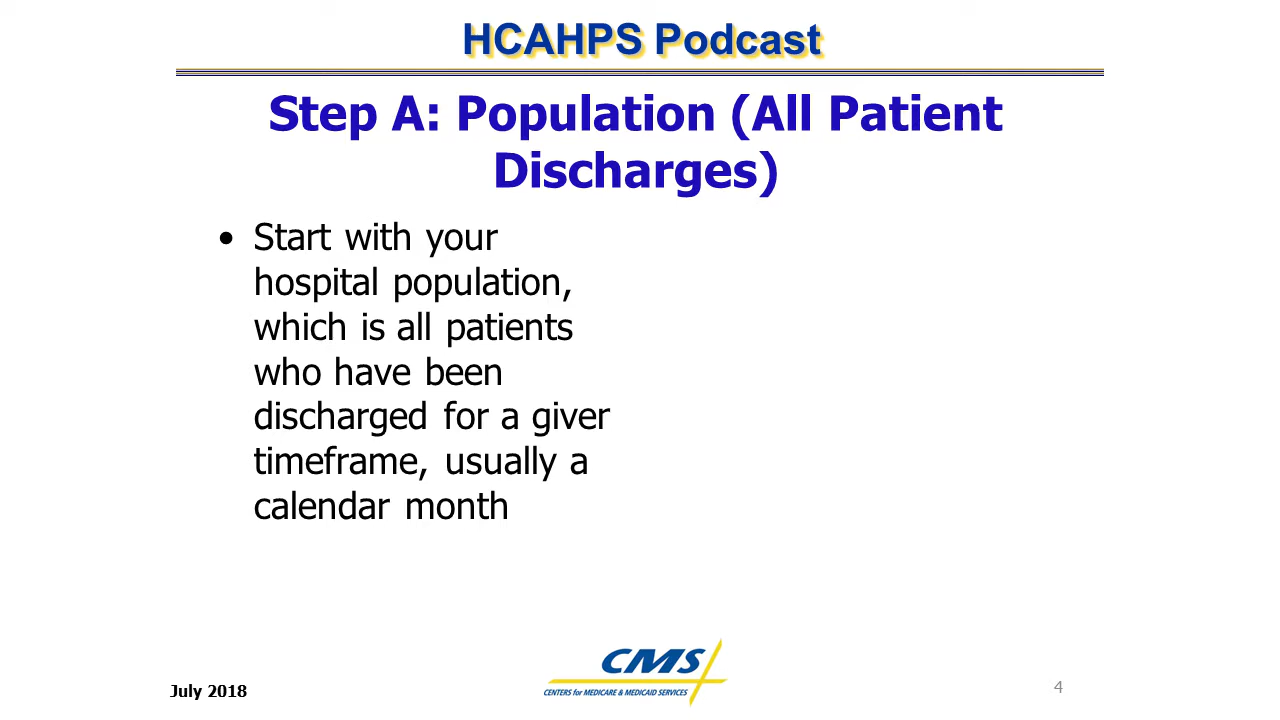 HCAHPS Podcast
Step A: Population (All Patient
Discharges)
• Start with your
hospital population,
which is all patients
who have been
discharged for a giver
timeframe, usually a
calendar month
CMS
CENTERS for MEDICARE & MEDICAID SERVICES
July 2018
4